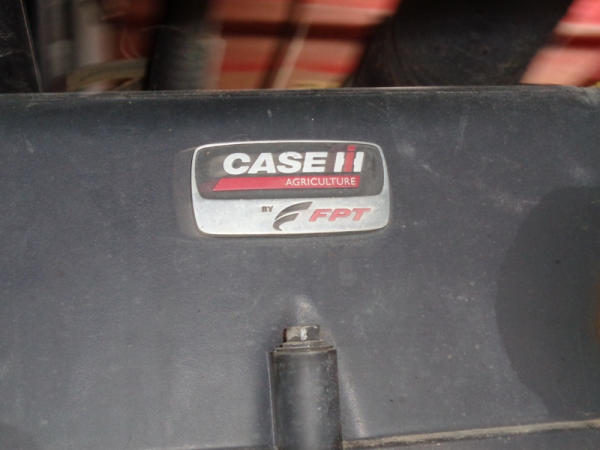 CASE IH
AGRICULTURE
BY FPT